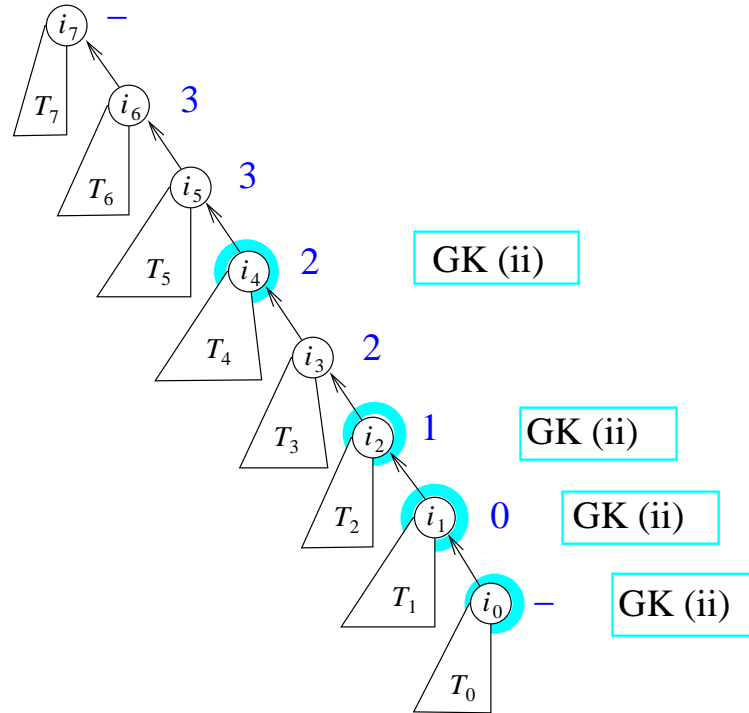 i₇ –
T₇
i₆ 3
T₆
i₅ 3
T₅
i₄ 2 GK (ii)
T₄
i₃ 2
T₃
i₂ 1 GK (ii)
T₂
i₁ 0 GK (ii)
T₁
i₀ – GK (ii)
T₀